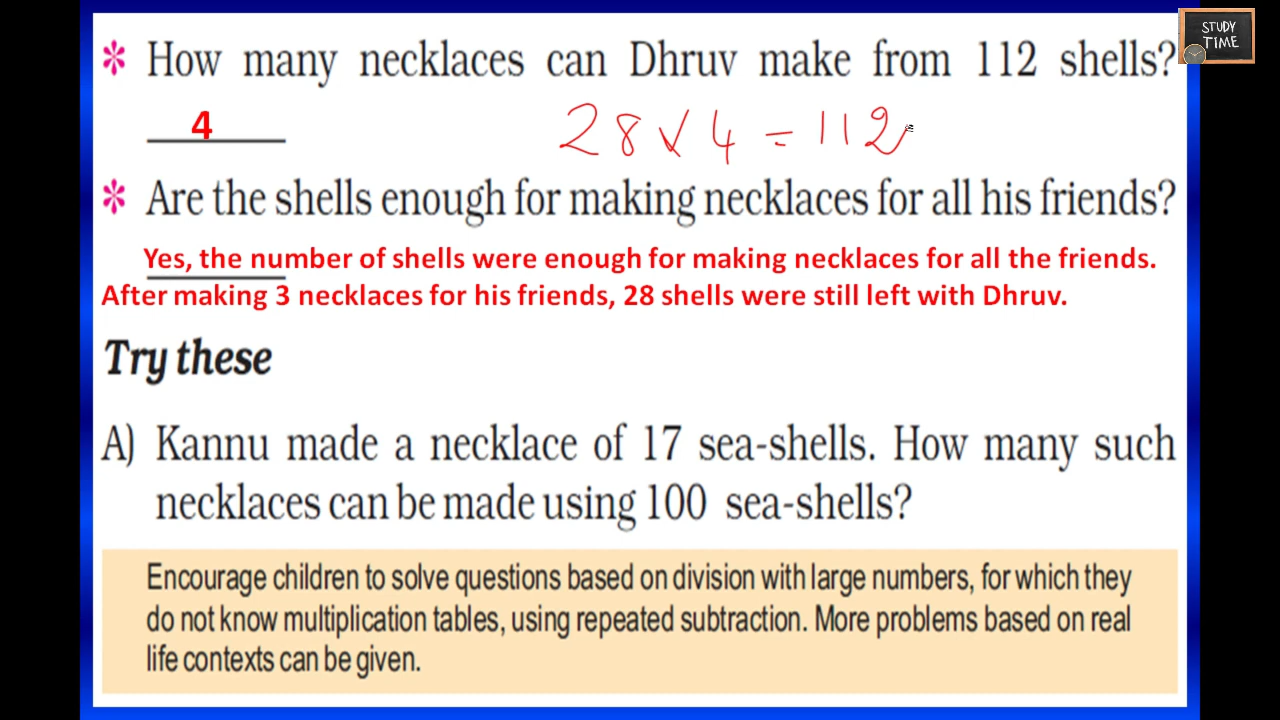 STUDY
TIME
* How many necklaces can Dhruv make from 112 shells?
4
28 × 4 = 112
* Are the shells enough for making necklaces for all his friends?
Yes, the number of shells were enough for making necklaces for all the friends.
After making 3 necklaces for his friends, 28 shells were still left with Dhruv.
Try these
A) Kannu made a necklace of 17 sea-shells. How many such
necklaces can be made using 100 sea-shells?
Encourage children to solve questions based on division with large numbers, for which they
do not know multiplication tables, using repeated subtraction. More problems based on real
life contexts can be given.